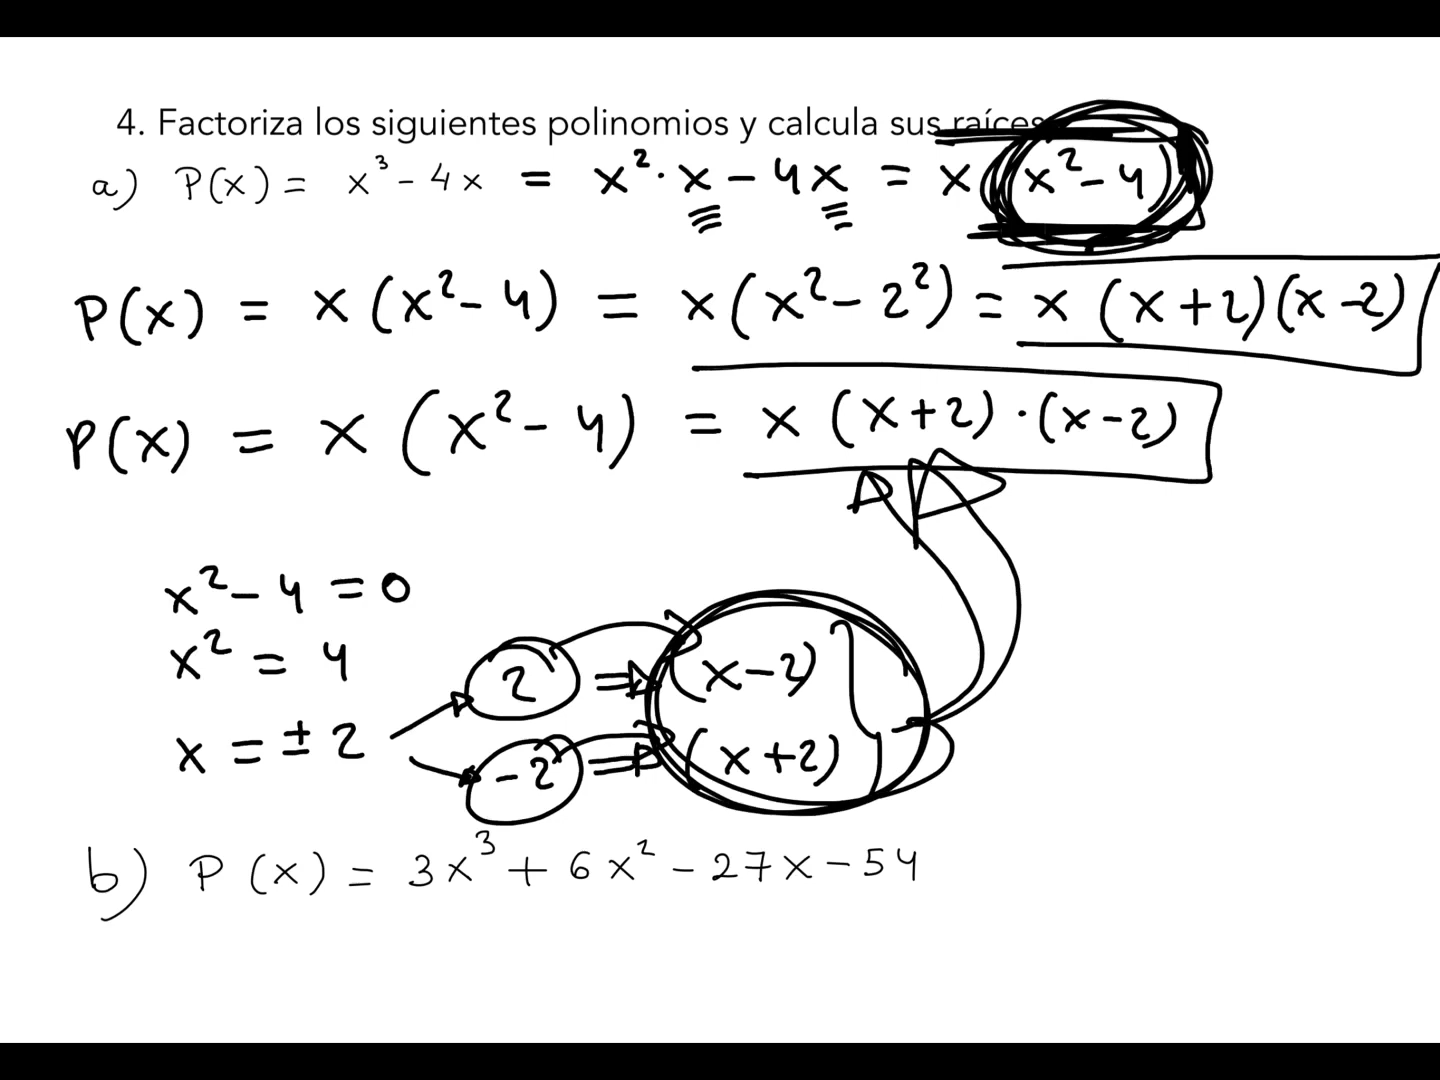 4. Factoriza los siguientes polinomios y calcula sus raíces
a) P(x) = x³ - 4x = x² · x - 4x = x (x² - 4)
P(x) = x (x² - 4) = x (x² - 2²) = x (x + 2)(x - 2)
P(x) = x (x² - 4) = x (x + 2) · (x - 2)
x² - 4 = 0
x² = 4
2 ⇒ (x - 2)
x = ± 2
-2 ⇒ (x + 2)
b) P(x) = 3x³ + 6x² - 27x - 54